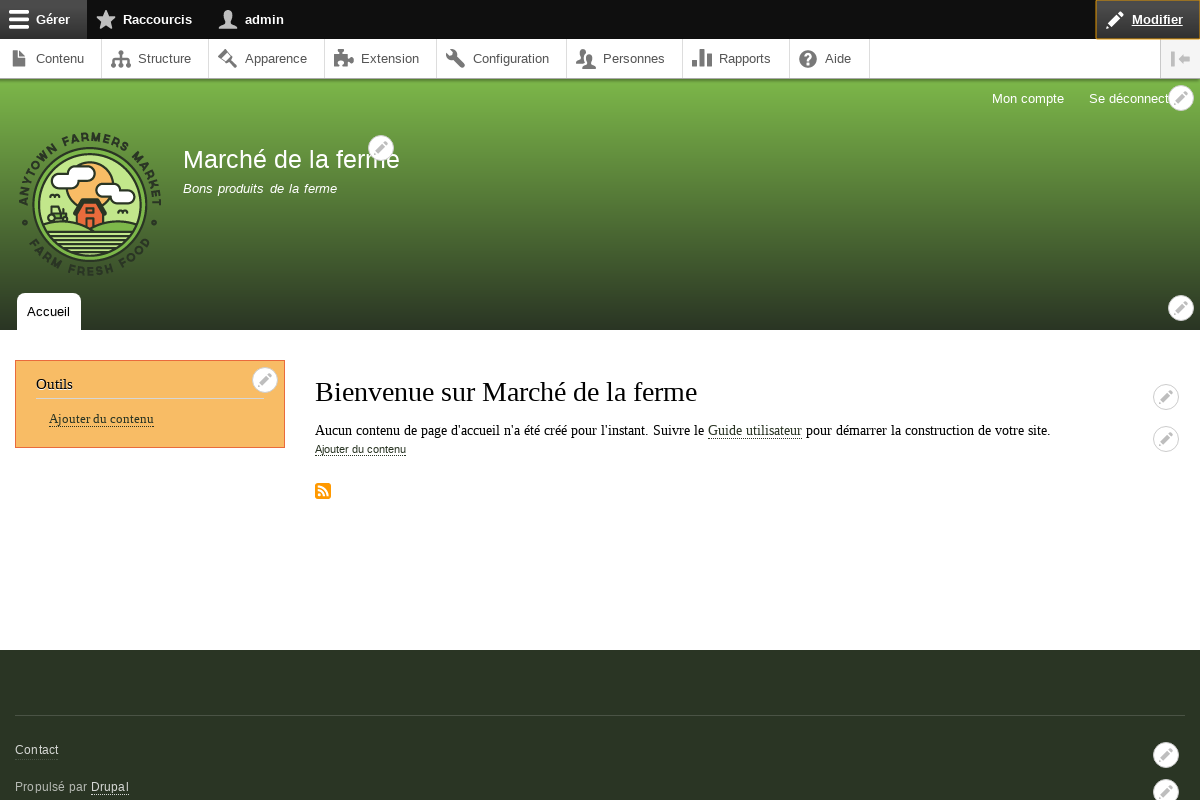 Gérer Raccourcis admin Modifier
Contenu Structure Apparence Extension Configuration Personnes Rapports Aide
Mon compte Se déconnect
ANYTOWN FARMERS MARKET
FARM FRESH FOOD
Marché de la ferme
Bons produits de la ferme
Accueil
Outils
Ajouter du contenu
Bienvenue sur Marché de la ferme
Aucun contenu de page d'accueil n'a été créé pour l'instant. Suivre le Guide utilisateur pour démarrer la construction de votre site.
Ajouter du contenu
Contact
Propulsé par Drupal